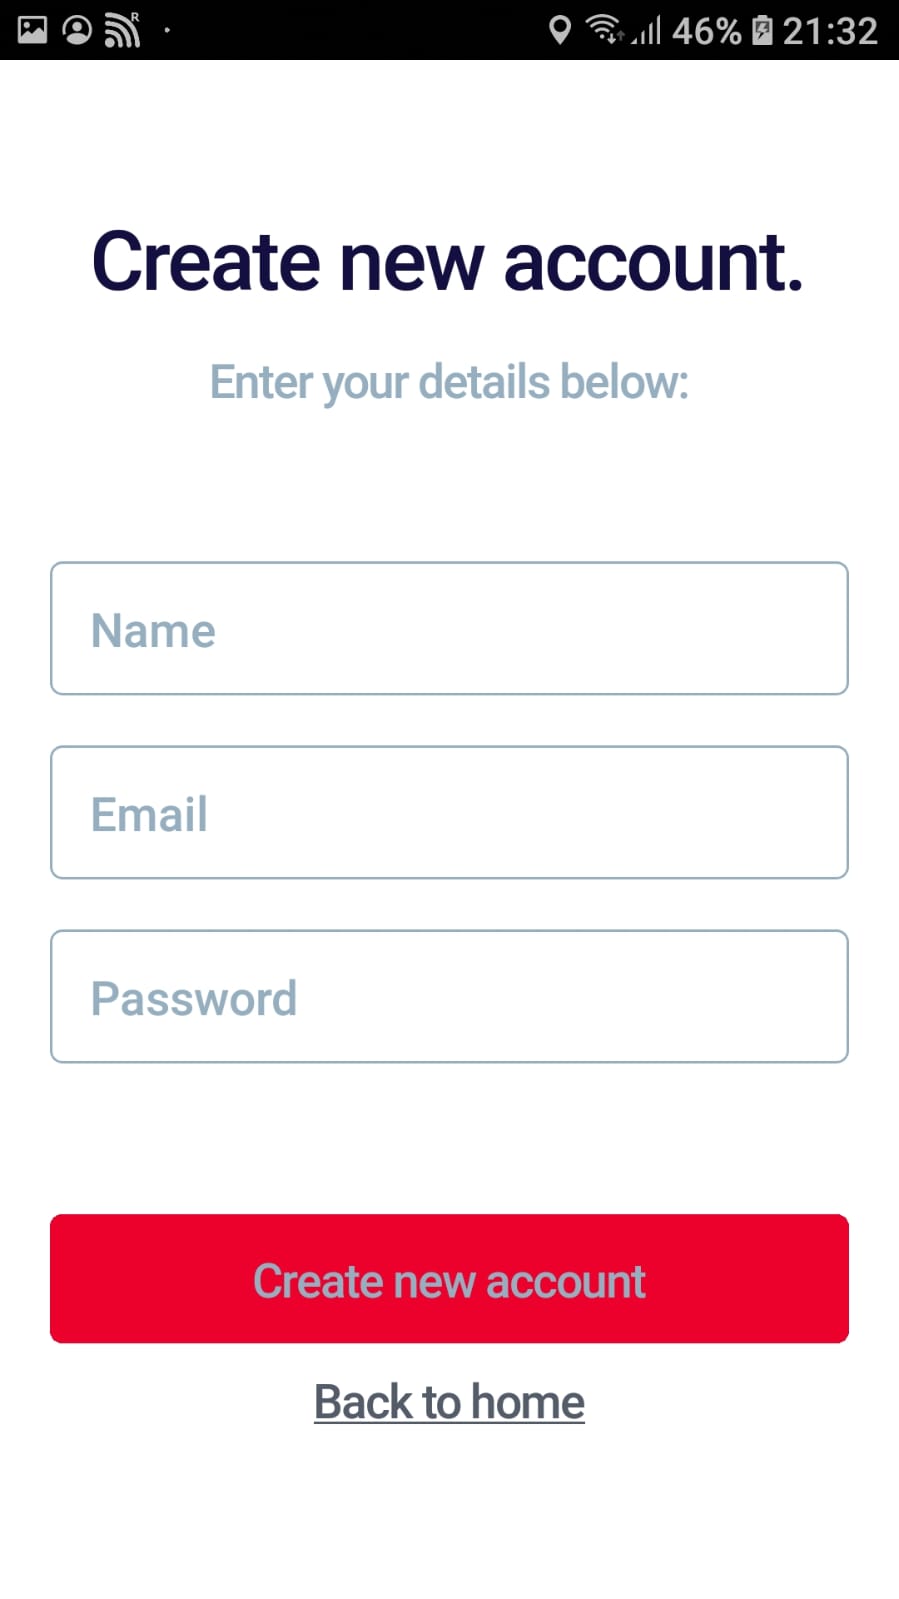 R 46% 21:32
Create new account.
Enter your details below:
Name
Email
Password
Create new account
Back to home